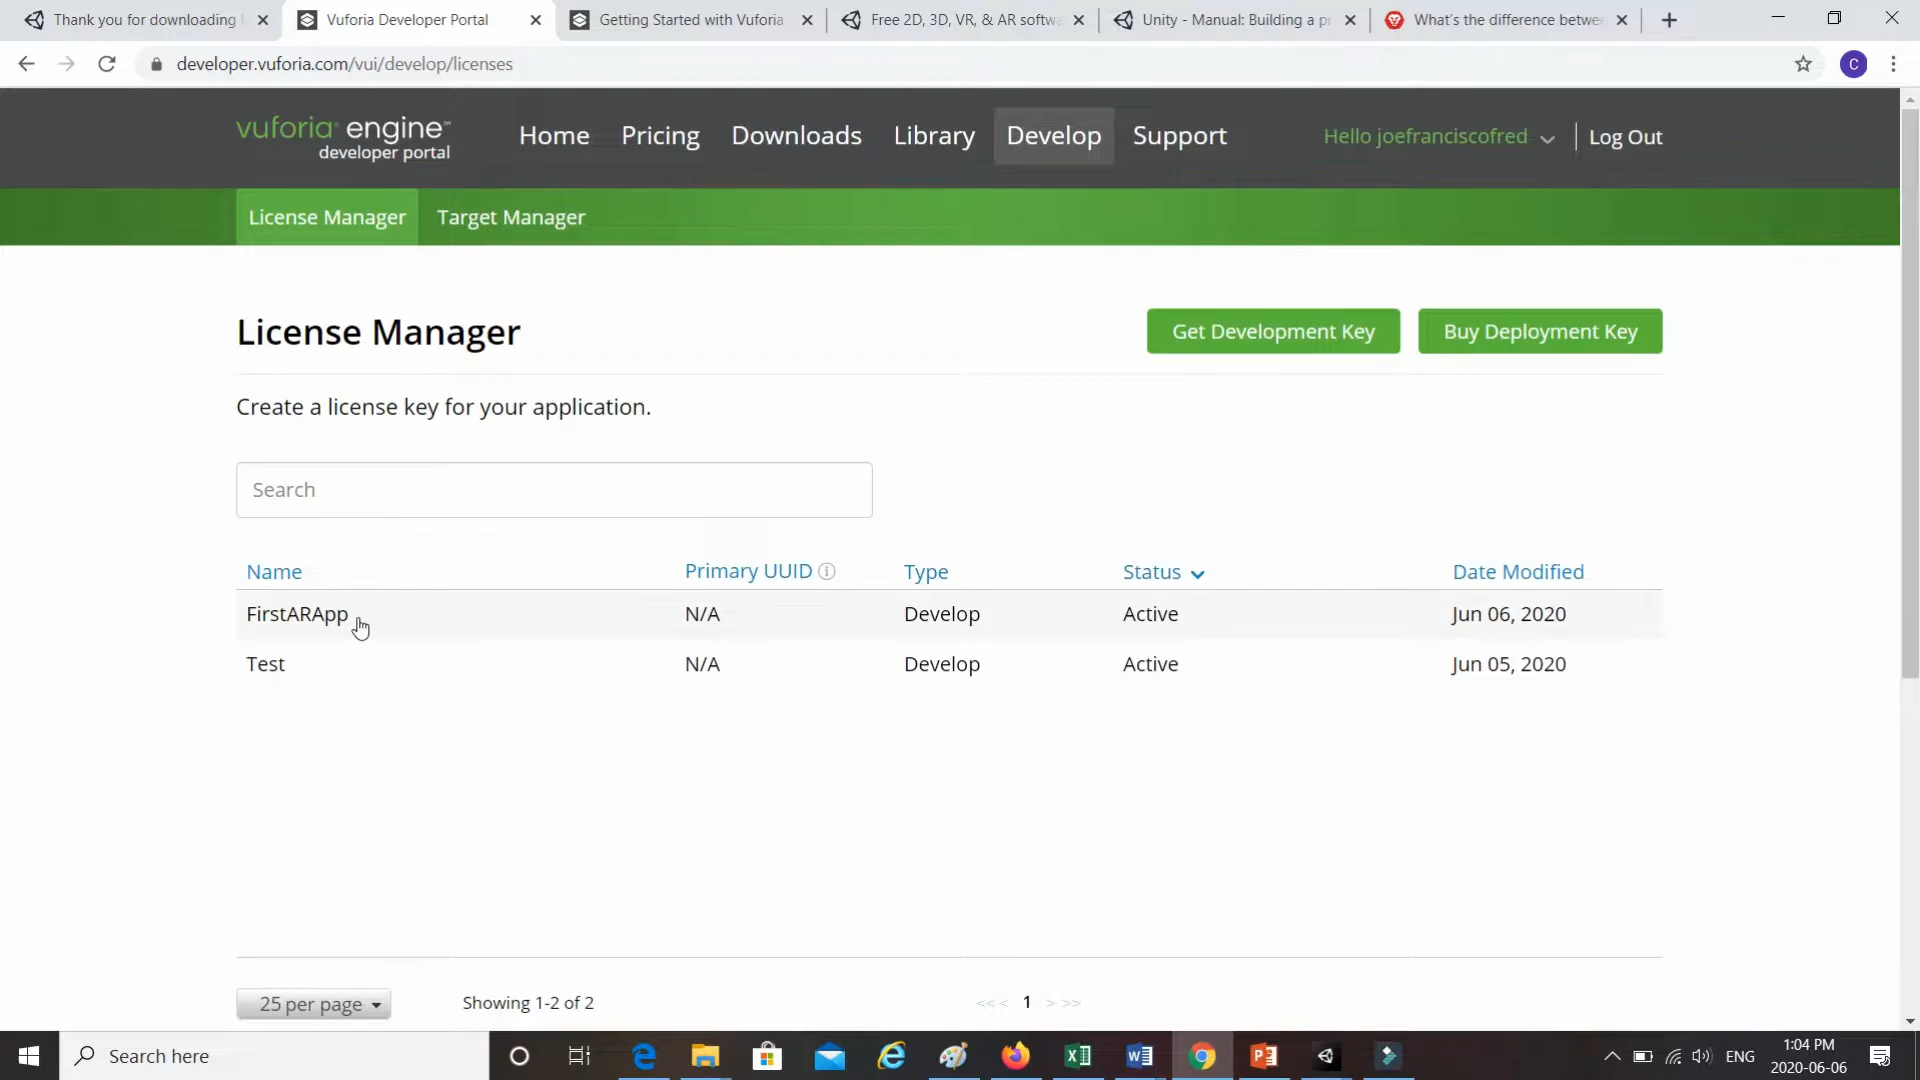 Thank you for downloading
Vuforia Developer Portal
Getting Started with Vuforia
Free 2D, 3D, VR, & AR softwa
Unity - Manual: Building a pr
What's the difference betwee
developer.vuforia.com/vui/develop/licenses
C
vuforia engine™
developer portal
Home
Pricing
Downloads
Library
Develop
Support
Hello joefranciscofred
Log Out
License Manager
Target Manager
License Manager
Get Development Key
Buy Deployment Key
Create a license key for your application.
Search
Name Primary UUID Type Status Date Modified
FirstARApp N/A Develop Active Jun 06, 2020
Test N/A Develop Active Jun 05, 2020
25 per page
Showing 1-2 of 2
<< < 1 > >>
Search here
ENG
1:04 PM
2020-06-06